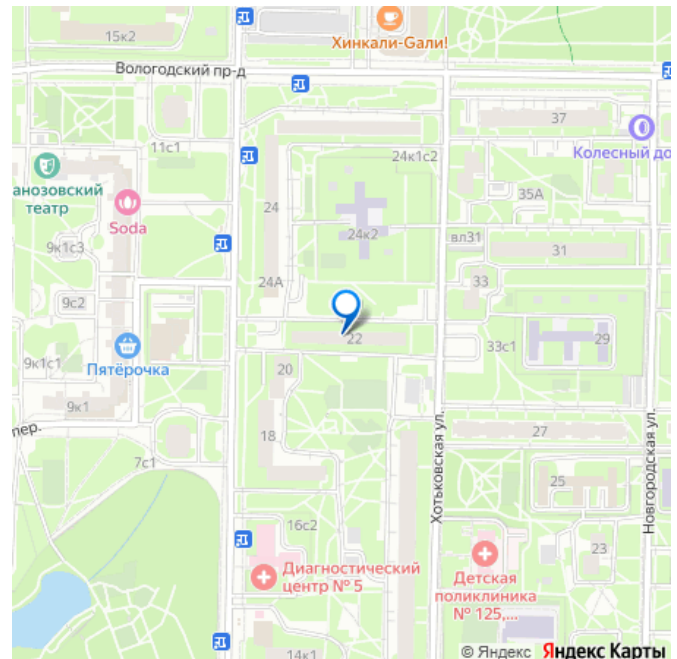 15к2
Хинкали-Gали!
Вологодский пр-д
37
11с1
Колесный до
24к1с2
анозовский
театр
35А
Soda
24
24к2
вл31
9к1с3
31
24А
33
9с2
22
33с1
29
Пятёрочка
9к1с1
20
9к1
пер.
18
27
7с1
Хотьковская ул.
Новгородская ул.
25
16с2
23
Диагностический
центр № 5
Детская
поликлиника
№ 125,...
14к1
© Яндекс Яндекс Карты